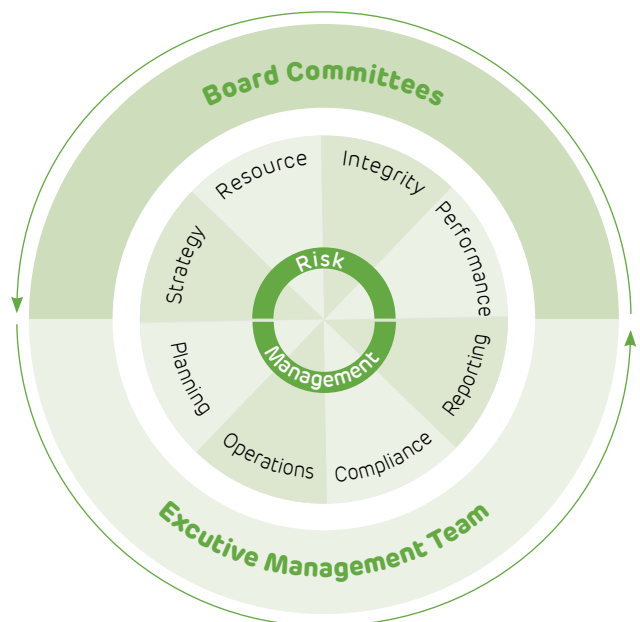 Board Committees
Resource
Integrity
Strategy
Performance
Risk
Management
Planning
Reporting
Operations
Compliance
Excutive Management Team